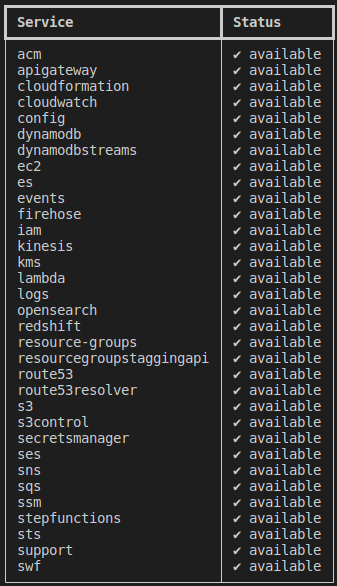 Service Status
acm ✔ available
apigateway ✔ available
cloudformation ✔ available
cloudwatch ✔ available
config ✔ available
dynamodb ✔ available
dynamodbstreams ✔ available
ec2 ✔ available
es ✔ available
events ✔ available
firehose ✔ available
iam ✔ available
kinesis ✔ available
kms ✔ available
lambda ✔ available
logs ✔ available
opensearch ✔ available
redshift ✔ available
resource-groups ✔ available
resourcegroupstaggingapi ✔ available
route53 ✔ available
route53resolver ✔ available
s3 ✔ available
s3control ✔ available
secretsmanager ✔ available
ses ✔ available
sns ✔ available
sqs ✔ available
ssm ✔ available
stepfunctions ✔ available
sts ✔ available
support ✔ available
swf ✔ available